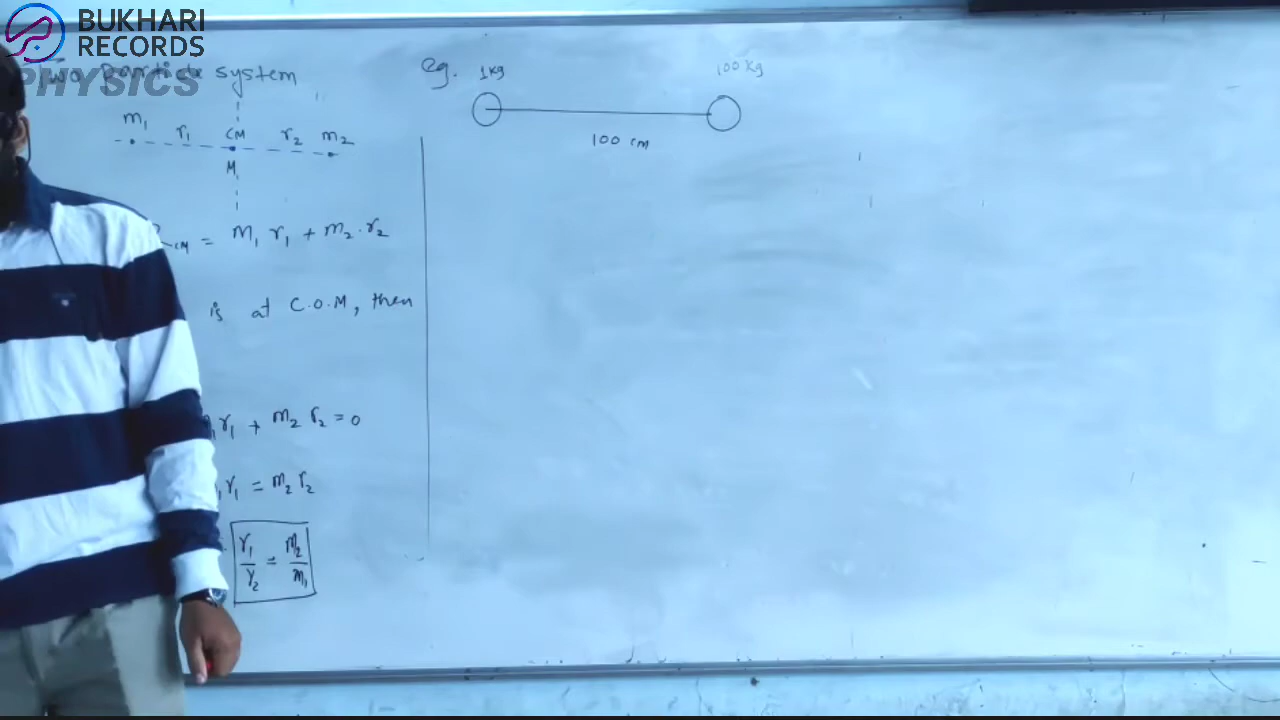 BUKHARI
RECORDS
PHYSICS
Two Particle system
m₁ r₁ CM r₂ m₂
M
CM = M₁ r₁ + m₂ . r₂
is at C.O.M, then
r₁ + m₂ r₂ = 0
r₁ = m₂ r₂
r₁/r₂ = m₂/m₁
eg. 1kg 100 Kg
100 cm